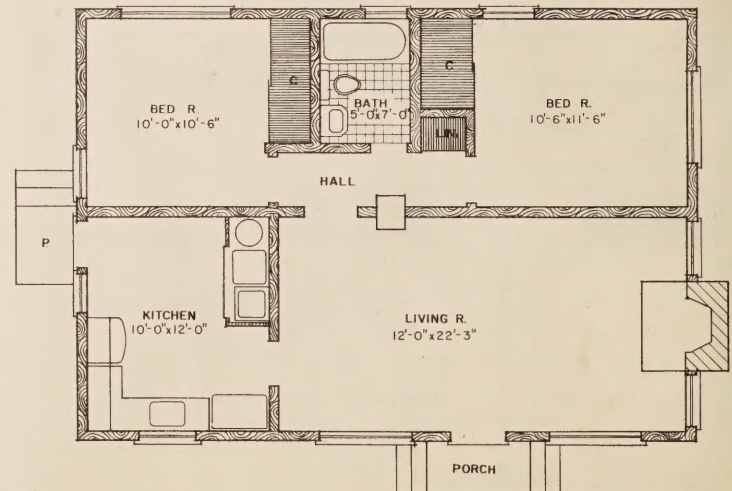 C
C
BED R.
10'-0"x10'-6"
BATH
5'-0"x7'-0"
BED R.
10'-6"x11'-6"
LIN.
HALL
P
KITCHEN
10'-0"x12'-0"
LIVING R.
12'-0"x22'-3"
PORCH